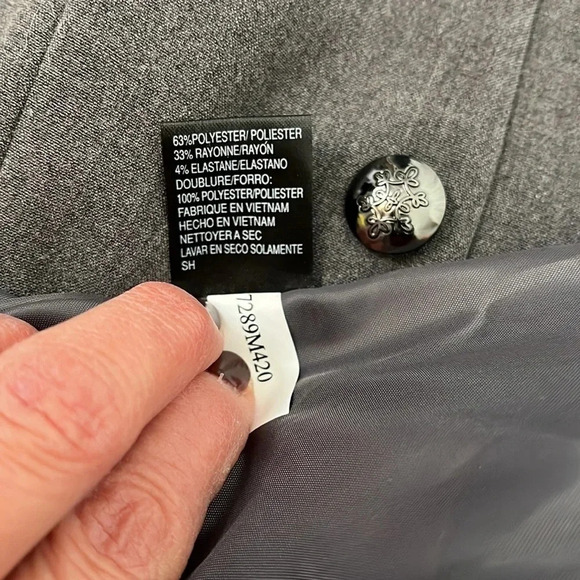 63%POLYESTER/ POLIESTER
33% RAYONNE/RAYÓN
4% ELASTANE/ELASTANO
DOUBLURE/FORRO:
100% POLYESTER/POLIESTER
FABRIQUE EN VIETNAM
HECHO EN VIETNAM
NETTOYER A SEC
LAVAR EN SECO SOLAMENTE
SH
7289M420